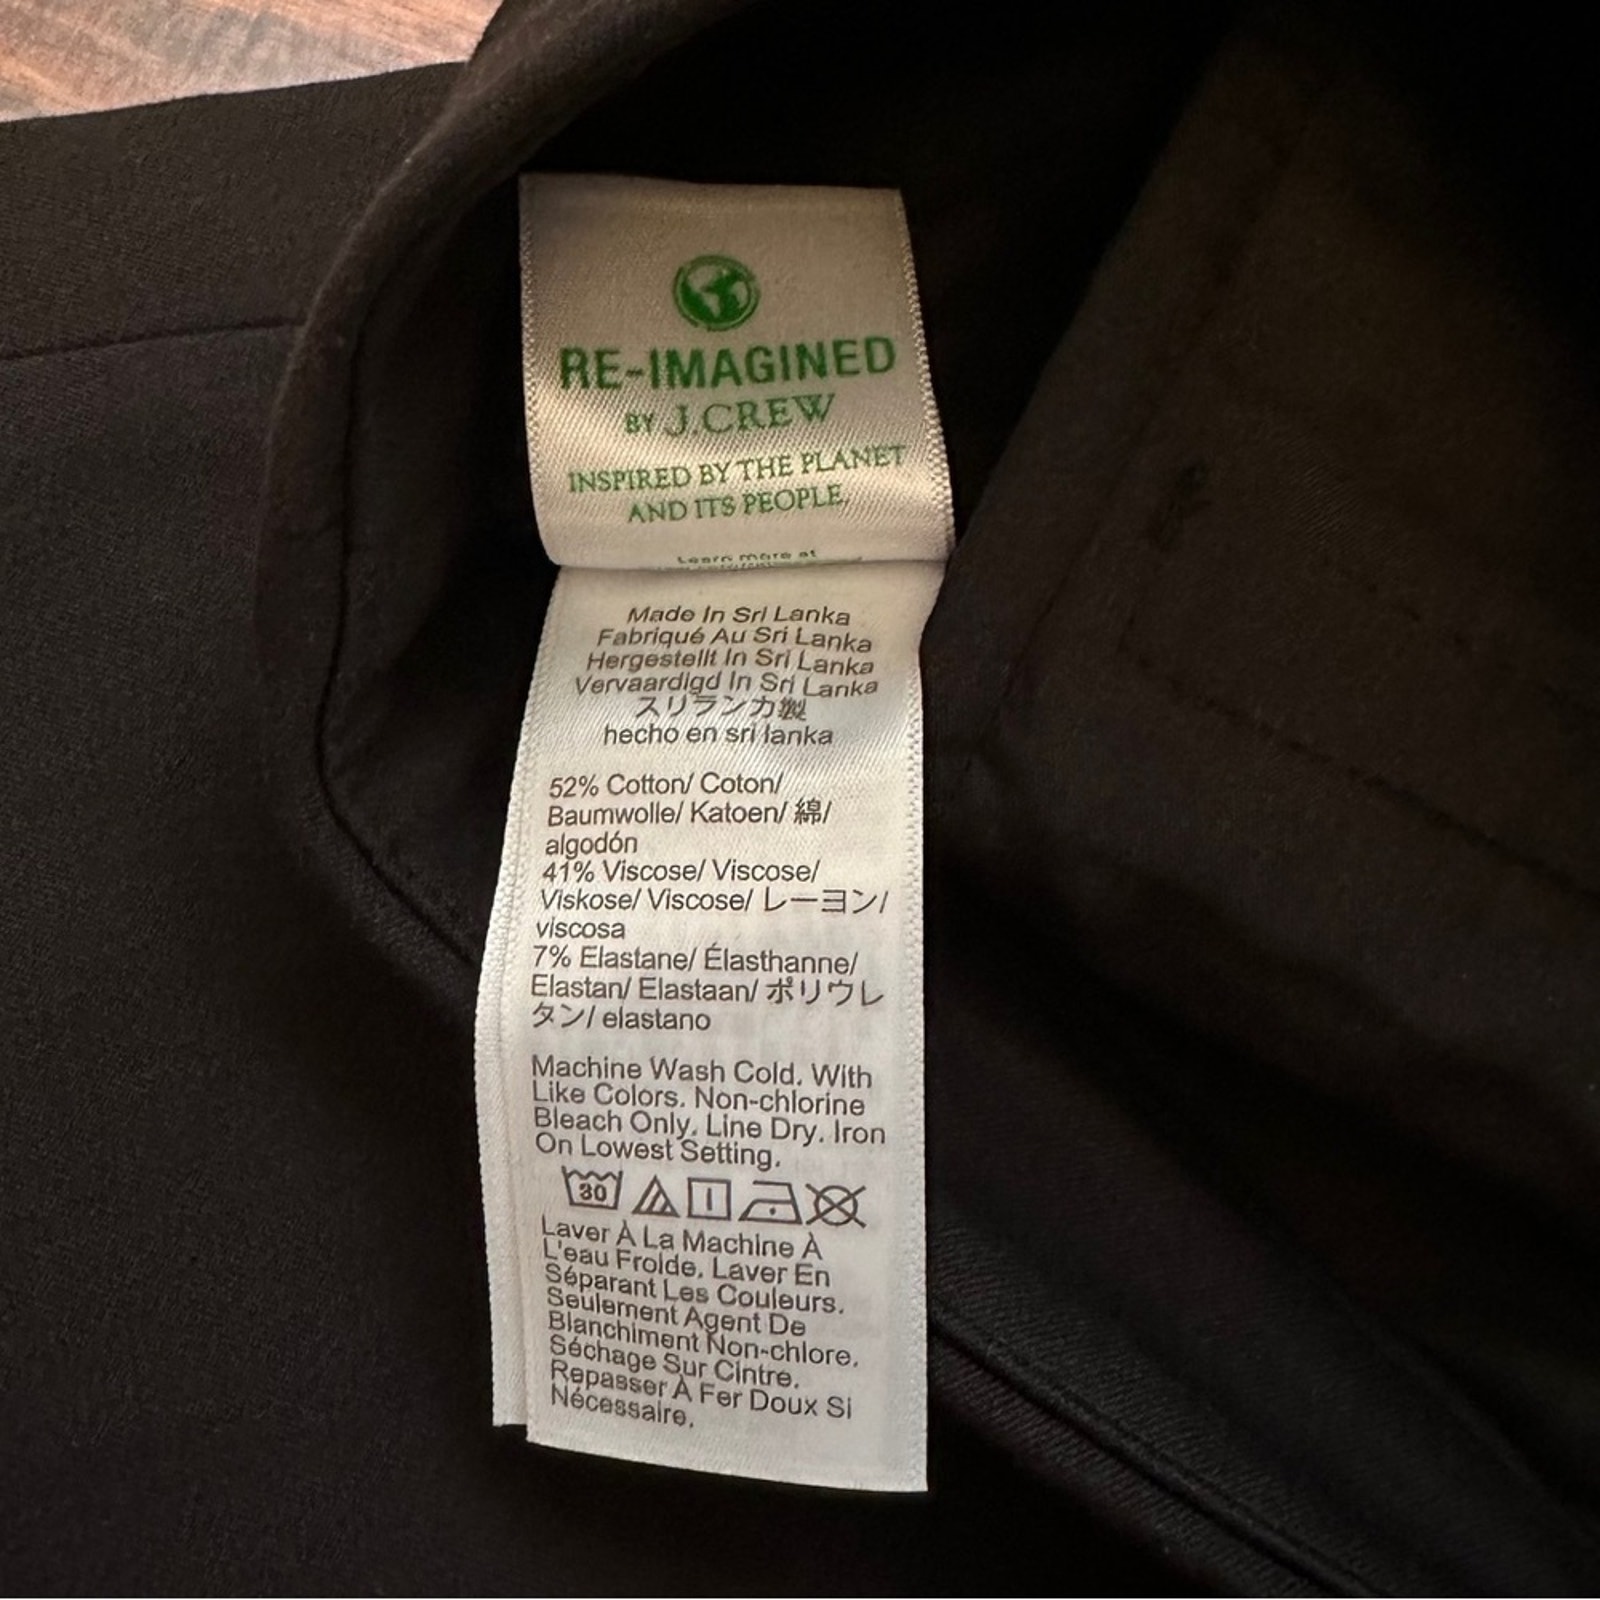 RE-IMAGINED
BY J.CREW
INSPIRED BY THE PLANET
AND ITS PEOPLE.
Learn more at
Made In Sri Lanka
Fabriqué Au Sri Lanka
Hergestellt In Sri Lanka
Vervaardigd In Sri Lanka
スリランカ製
hecho en sri lanka
52% Cotton/ Coton/
Baumwolle/ Katoen/ 綿/
algodón
41% Viscose/ Viscose/
Viskose/ Viscose/ レーヨン/
viscosa
7% Elastane/ Élasthanne/
Elastan/ Elastaan/ ポリウレ
タン/ elastano
Machine Wash Cold. With
Like Colors. Non-chlorine
Bleach Only. Line Dry. Iron
On Lowest Setting.
30
Laver À La Machine À
L'eau Froide. Laver En
Séparant Les Couleurs.
Seulement Agent De
Blanchiment Non-chlore.
Séchage Sur Cintre.
Repasser À Fer Doux Si
Nécessaire.